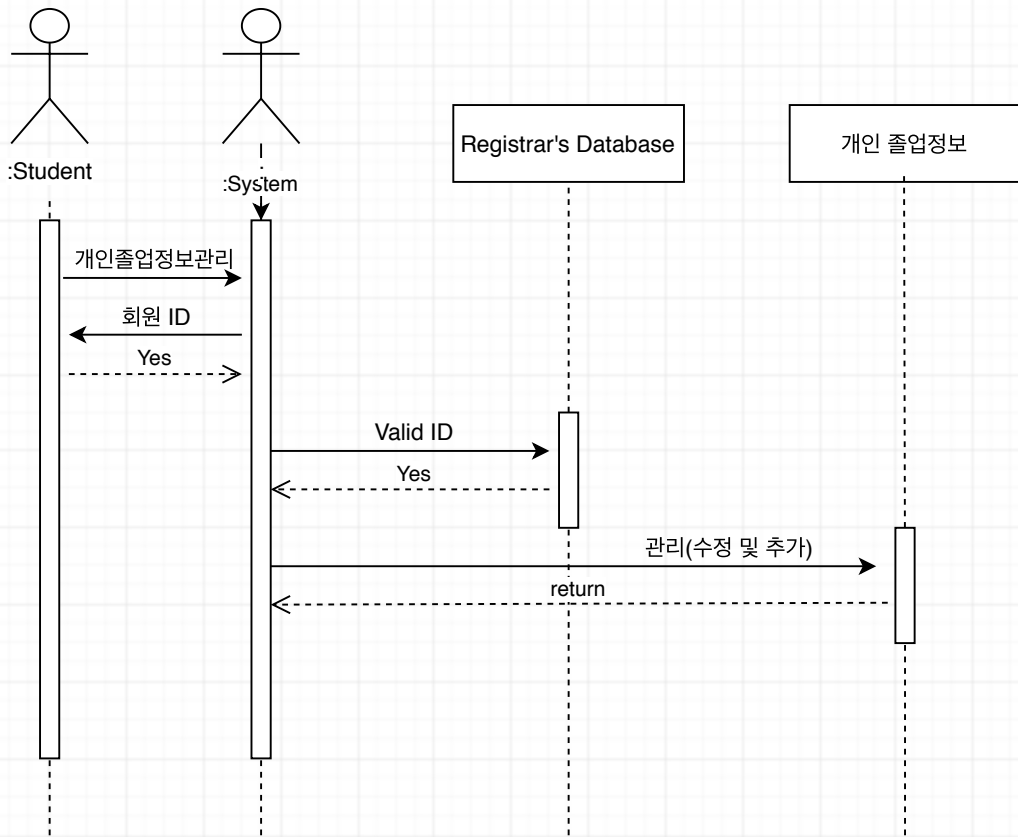 :Student
:System
Registrar's Database
개인 졸업정보
개인졸업정보관리
회원 ID
Yes
Valid ID
Yes
관리(수정 및 추가)
return